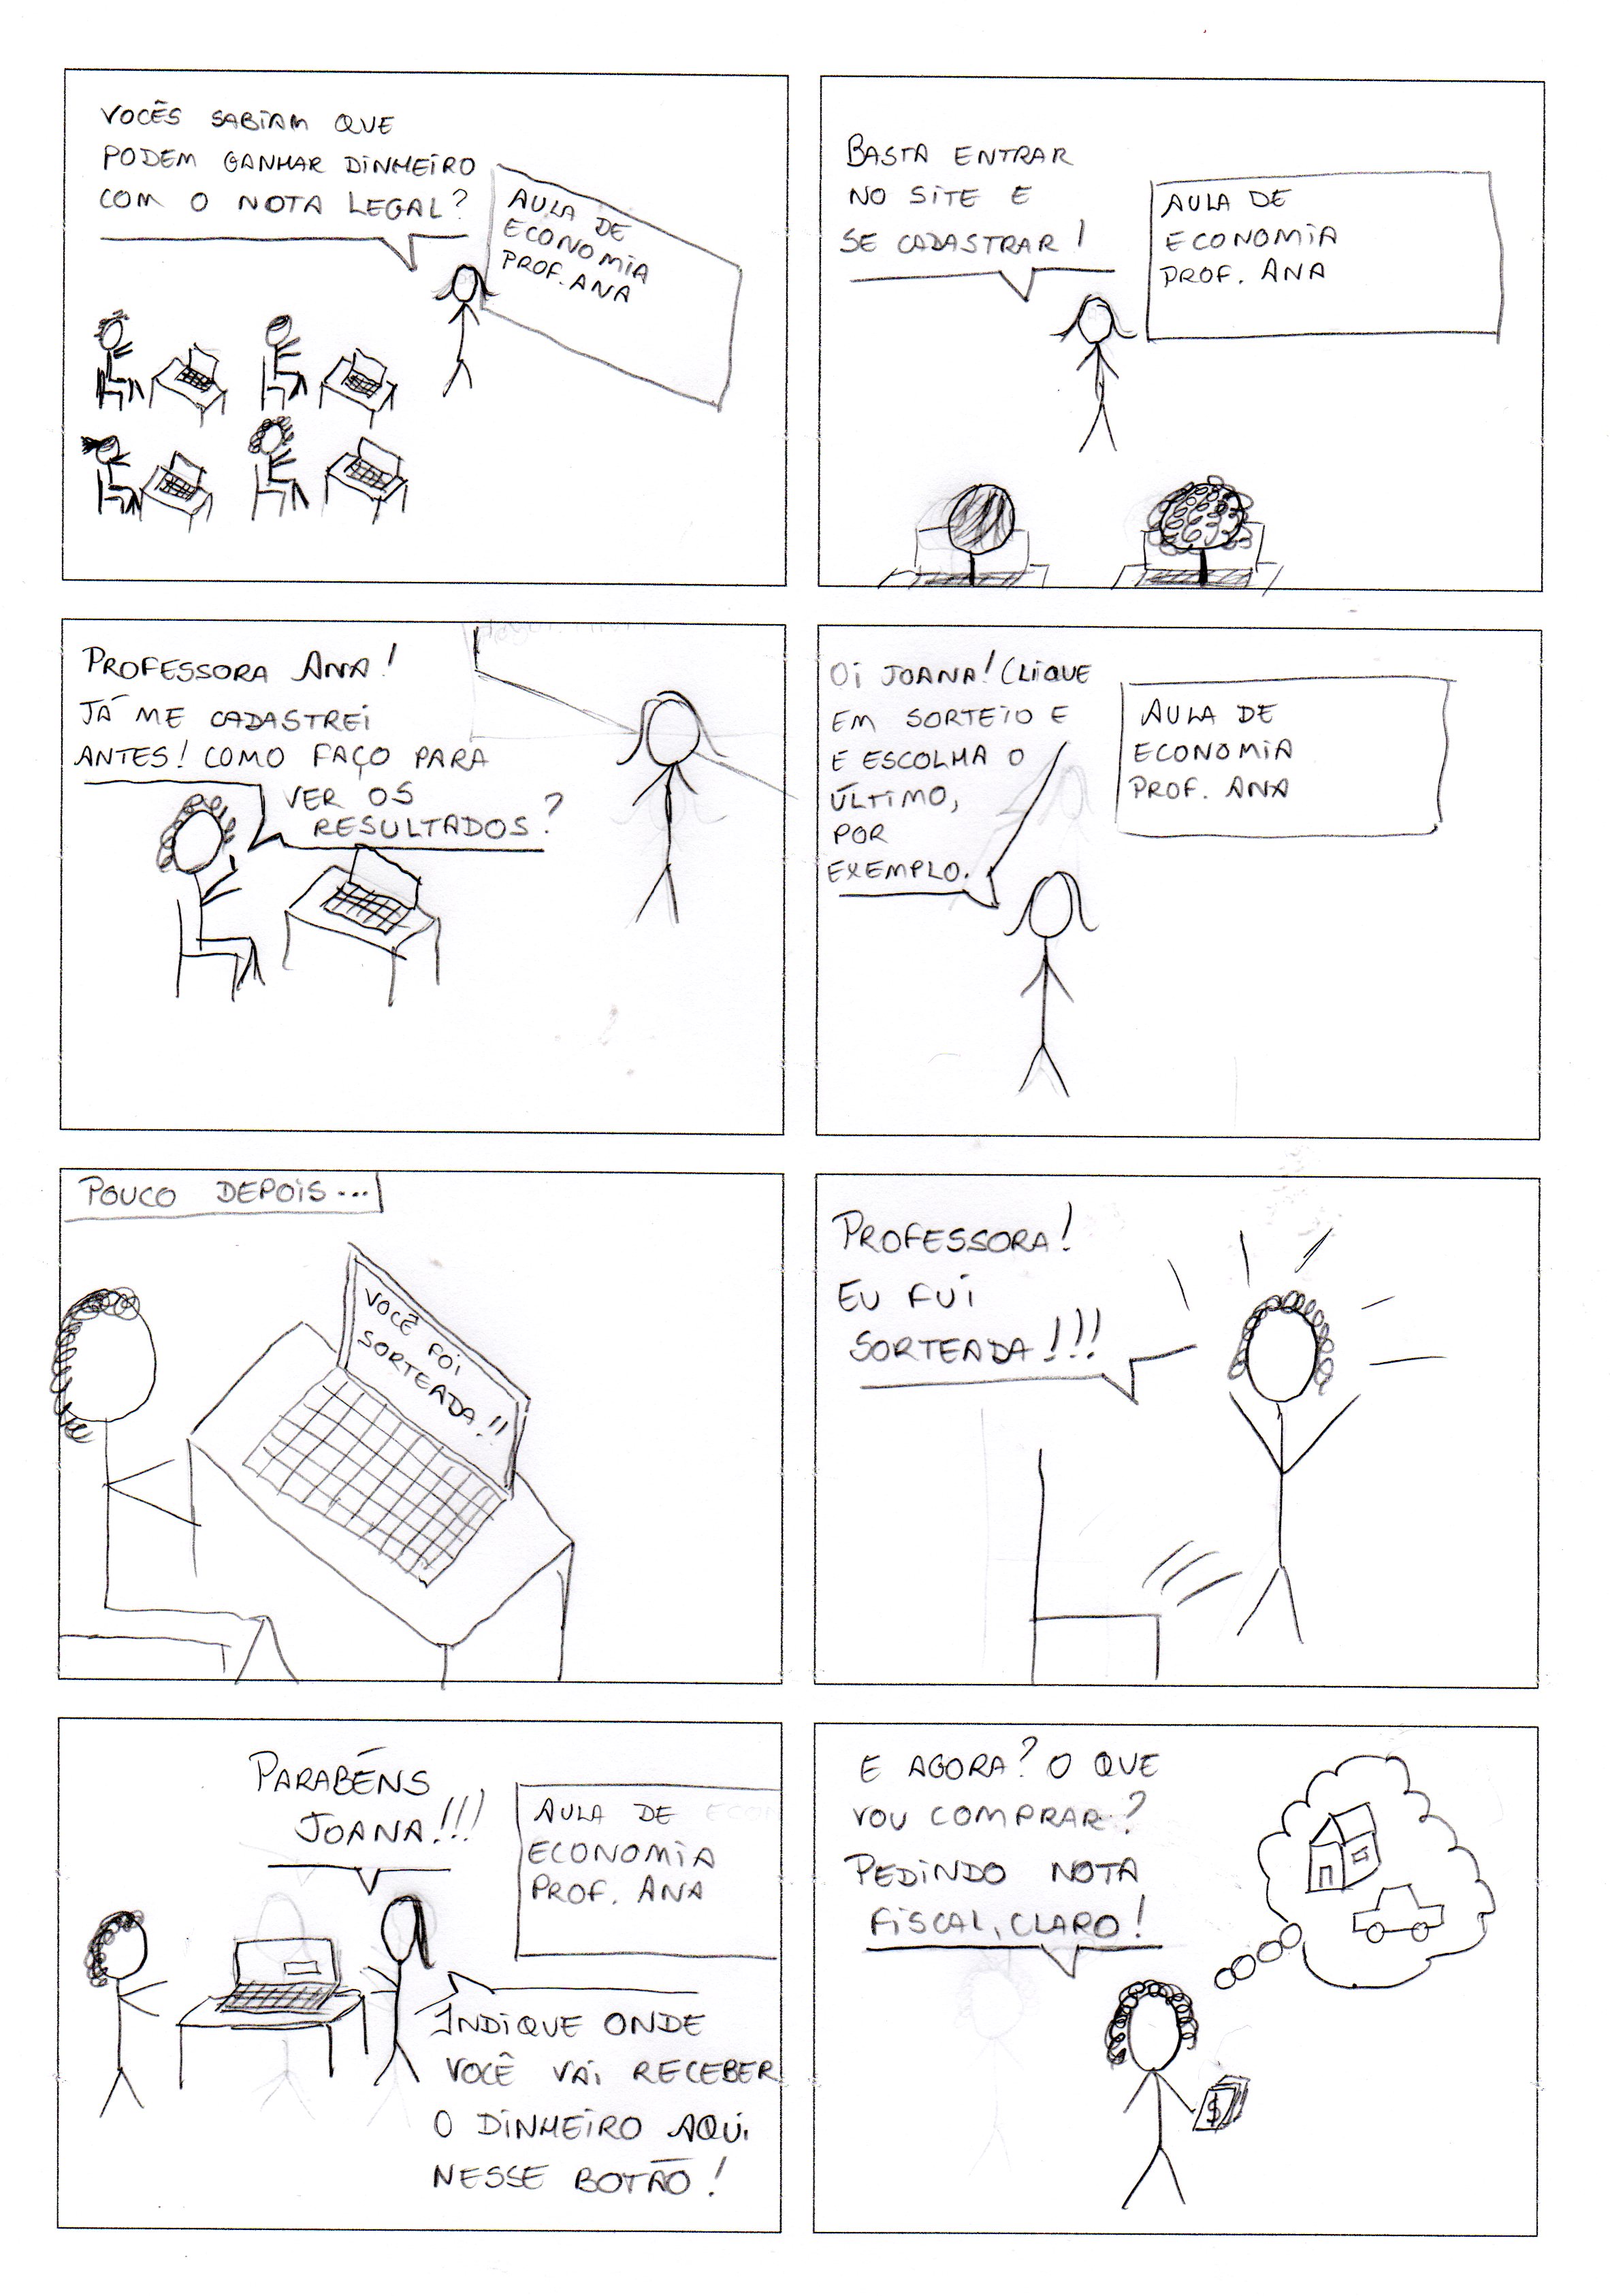 VOCÊS SABIAM QUE
PODEM GANHAR DINHEIRO
COM O NOTA LEGAL?
AULA DE
ECONOMIA
PROF. ANA
BASTA ENTRAR
NO SITE E
SE CADASTRAR!
AULA DE
ECONOMIA
PROF. ANA
PROFESSORA ANA!
JÁ ME CADASTREI
ANTES! COMO FAÇO PARA
VER OS
RESULTADOS?
OI JOANA! CLIQUE
EM SORTEIO E
E ESCOLHA O
ÚLTIMO,
POR
EXEMPLO.
AULA DE
ECONOMIA
PROF. ANA
POUCO DEPOIS...
VOCÊ FOI
SORTEADA!!
PROFESSORA!
EU FUI
SORTEADA!!!
PARABÉNS
JOANA!!!
AULA DE
ECONOMIA
PROF. ANA
INDIQUE ONDE
VOCÊ VAI RECEBER
O DINHEIRO AQUI
NESSE BOTÃO!
E AGORA? O QUE
VOU COMPRAR?
PEDINDO NOTA
FISCAL, CLARO!
$